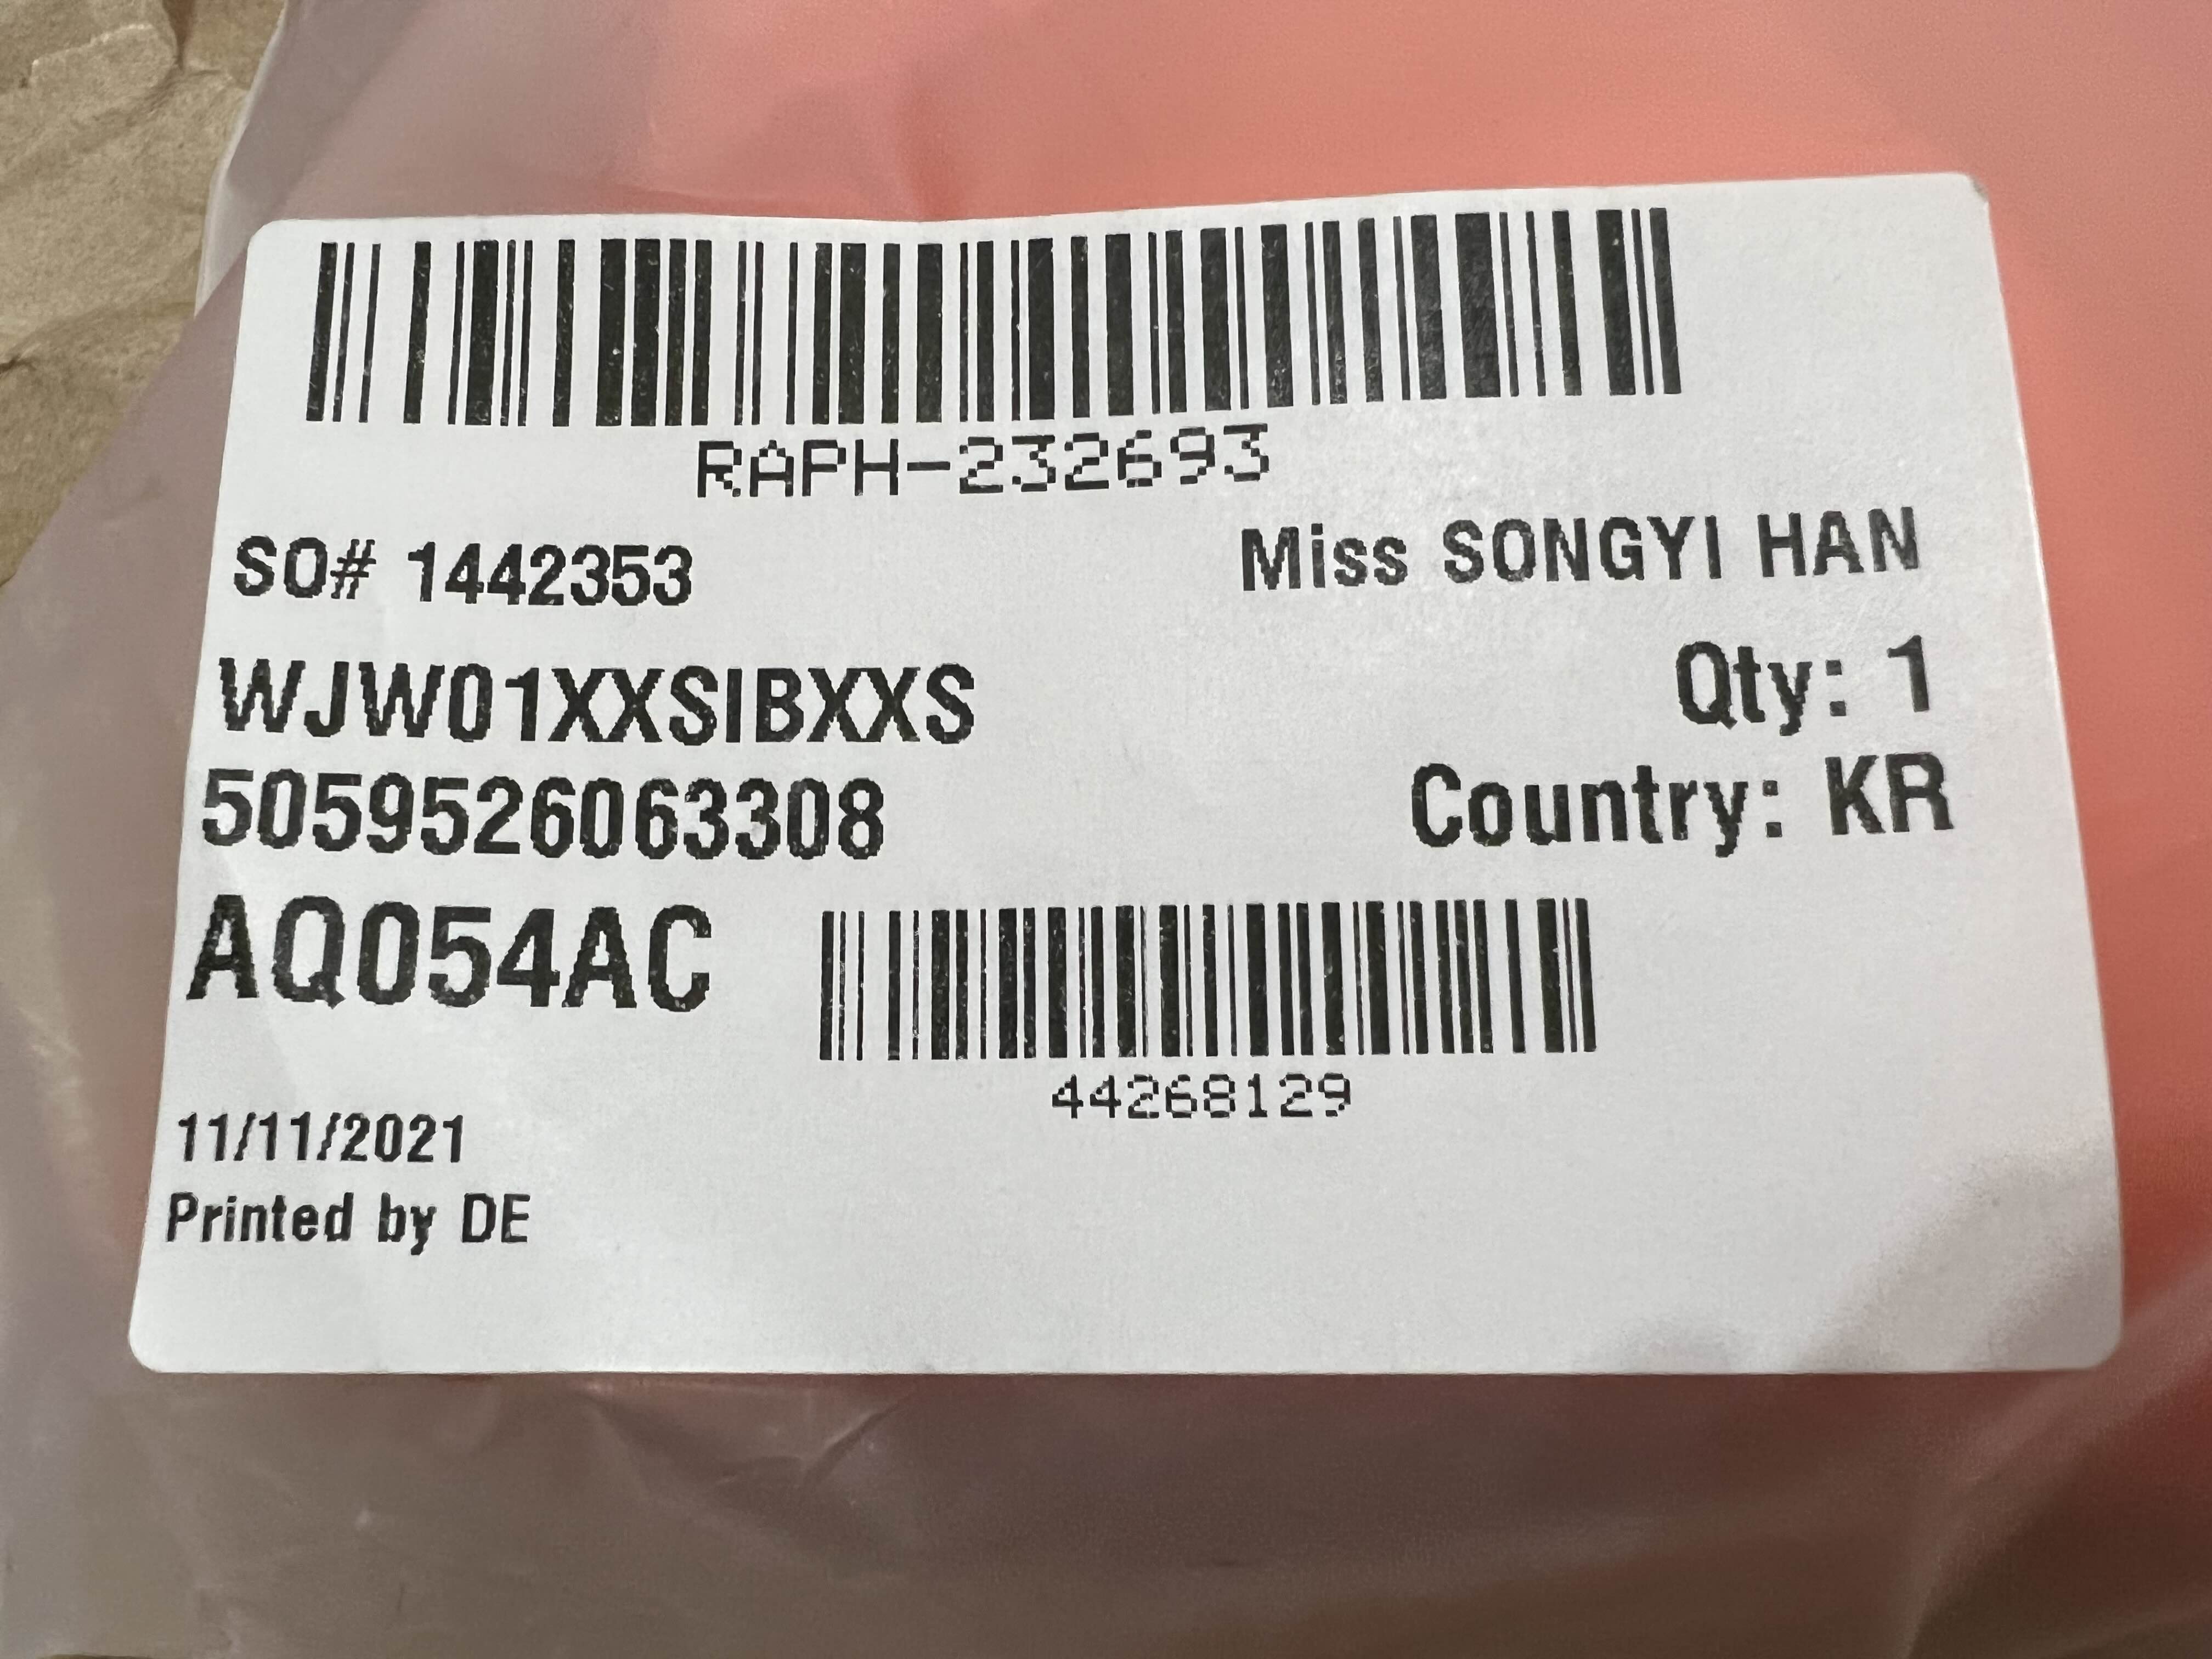 RAPH-232693
SO# 1442353
Miss SONGYI HAN
WJW01XXSIBXXS
Qty: 1
5059526063308
Country: KR
AQ054AC
44268129
11/11/2021
Printed by DE